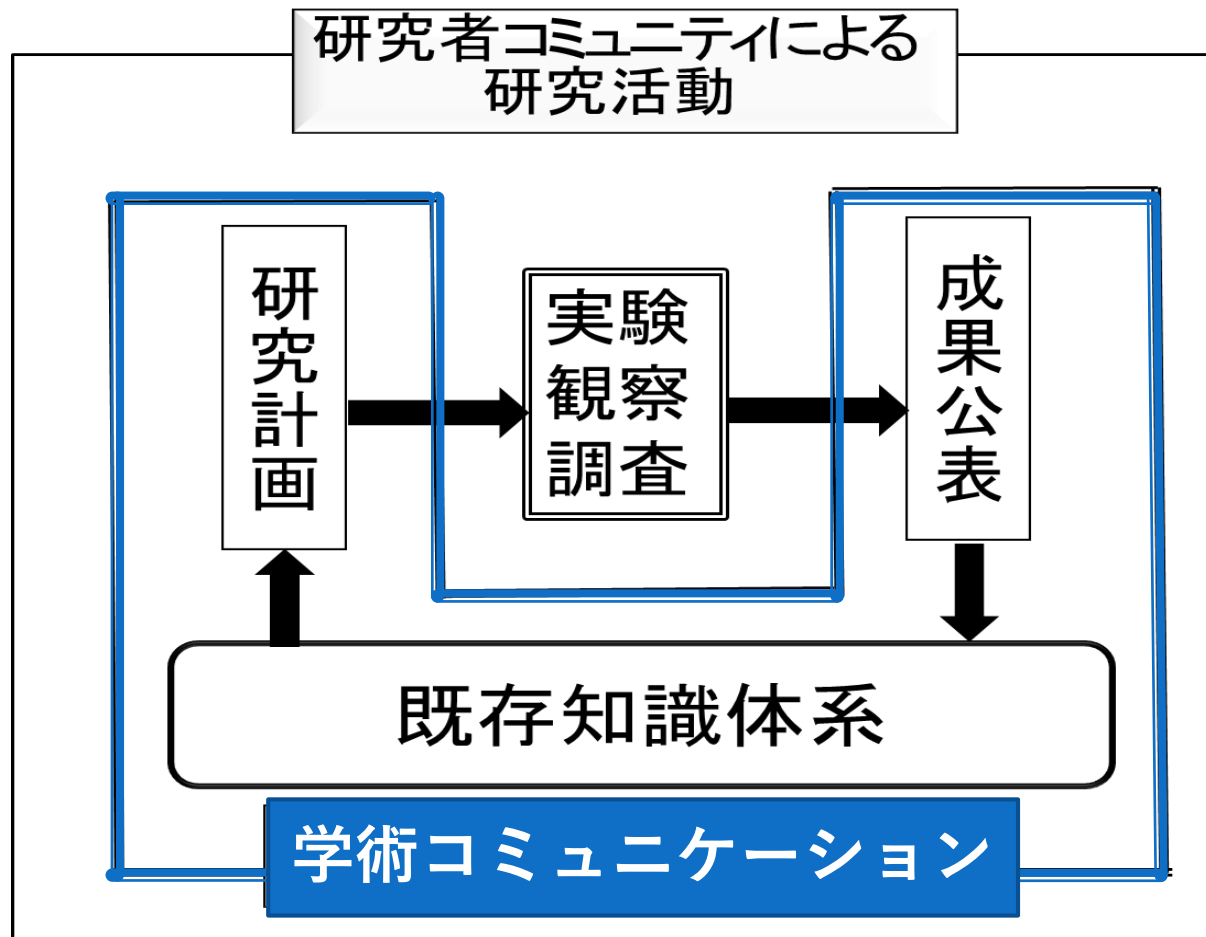 研究者コミュニティによる
研究活動
研究計画
実験
観察
調査
成果公表
既存知識体系
学術コミュニケーション